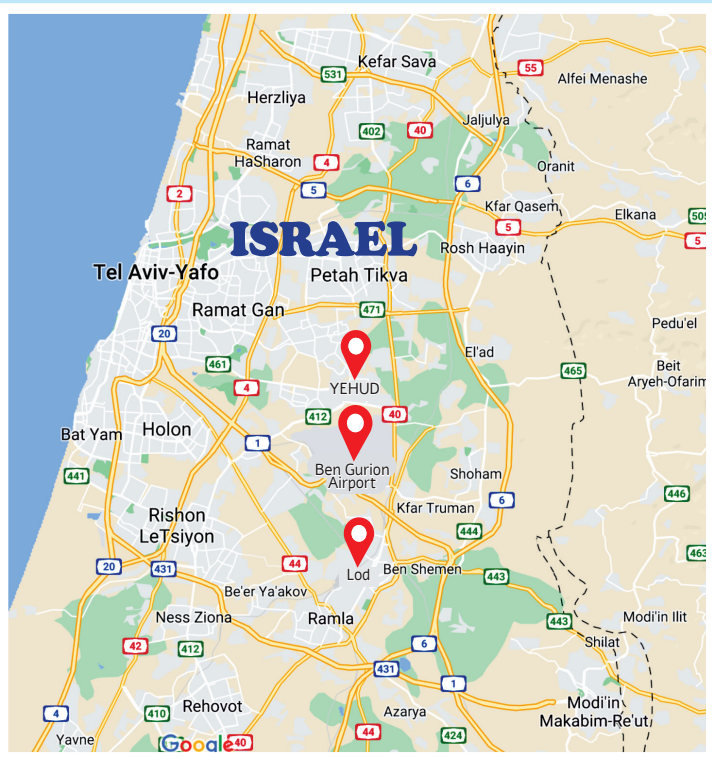 Kefar Sava
55
531
Alfei Menashe
Herzliya
Jaljulya
402
40
Ramat
HaSharon
4
Oranit
5
6
2
Kfar Qasem
Elkana
505
5
5
ISRAEL
Rosh Haayin
Tel Aviv-Yafo
Petah Tikva
Ramat Gan
471
Pedu'el
20
El'ad
461
465
Beit
Aryeh-Ofarim
4
YEHUD
412
40
Bat Yam
Holon
1
Ben Gurion
Airport
441
Shoham
446
6
Kfar Truman
Rishon
LeTsiyon
444
463
20
431
44
Lod
Ben Shemen
443
Be'er Ya'akov
Ness Ziona
Ramla
443
Modi'in Ilit
42
412
6
Shilat
431
1
Rehovot
Modi'in
Makabim-Re'ut
4
410
Azarya
Yavne
Google
40
44
424